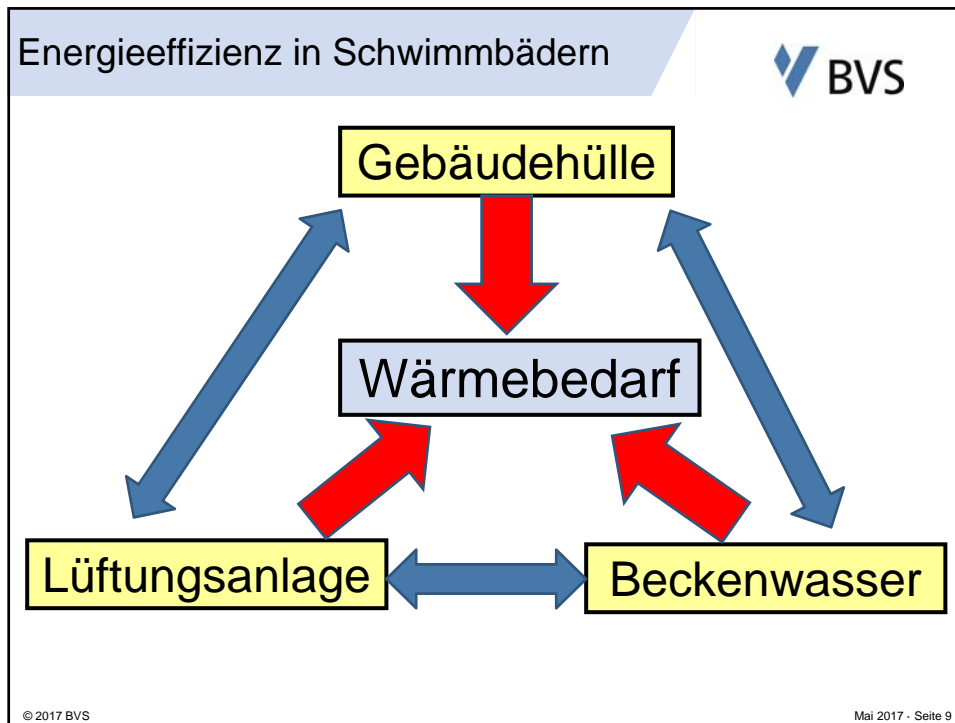 Energieeffizienz in Schwimmbädern
BVS
Gebäudehülle
Wärmebedarf
Lüftungsanlage
Beckenwasser
© 2017 BVS
Mai 2017 · Seite 9